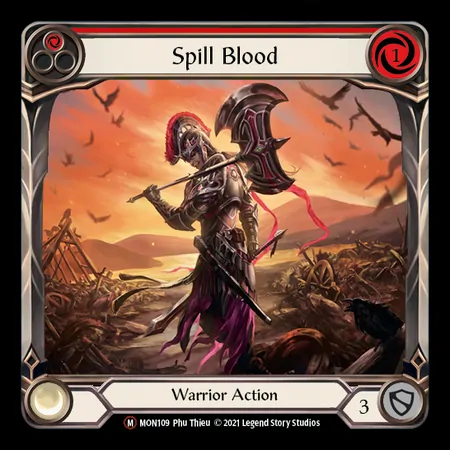 Spill Blood
1
Warrior Action
3
M MON109 Phu Thieu © 2021 Legend Story Studios